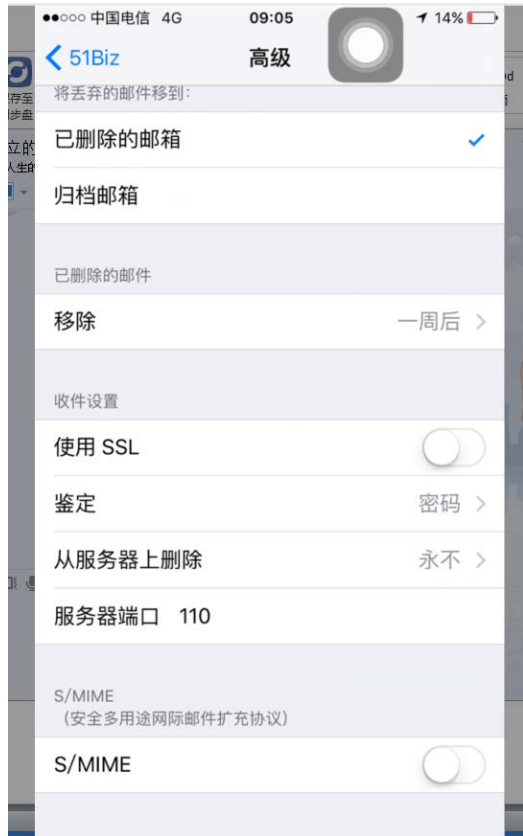 中国电信 4G 09:05 14%
51Biz 高级
将丢弃的邮件移到:
已删除的邮箱
归档邮箱
已删除的邮件
移除 一周后
收件设置
使用 SSL
鉴定 密码
从服务器上删除 永不
服务器端口 110
S/MIME
（安全多用途网际邮件扩充协议）
S/MIME